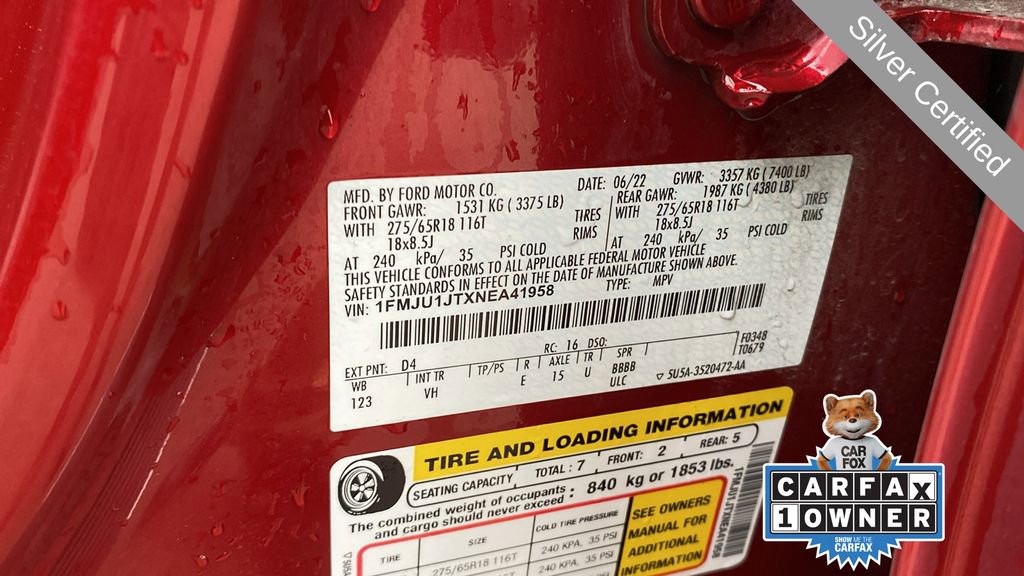 Silver Certified
MFD. BY FORD MOTOR CO.
DATE: 06/22 GVWR: 3357 KG ( 7400 LB)
FRONT GAWR: 1531 KG ( 3375 LB)
WITH 275/65R18 116T TIRES
18x8.5J RIMS
AT 240 kPa/ 35 PSI COLD
REAR GAWR: 1987 KG ( 4380 LB)
WITH 275/65R18 116T TIRES
18x8.5J RIMS
AT 240 kPa/ 35 PSI COLD
THIS VEHICLE CONFORMS TO ALL APPLICABLE FEDERAL MOTOR VEHICLE
SAFETY STANDARDS IN EFFECT ON THE DATE OF MANUFACTURE SHOWN ABOVE.
VIN: 1FMJU1JTXNEA41958 TYPE: MPV
EXT PNT: D4 RC: 16 DSO: F0348
WB INT TR TP/PS R AXLE TR SPR T0679
123 VH E 15 U BBBB
ULC ▽ 5U5A-3520472-AA
TIRE AND LOADING INFORMATION
SEATING CAPACITY TOTAL : 7 FRONT: 2 REAR: 5
The combined weight of occupants
and cargo should never exceed : 840 kg or 1853 lbs.
TIRE SIZE COLD TIRE PRESSURE
275/65R18 116T 240 KPA, 35 PSI
240 KPA, 35 PSI
SEE OWNERS
MANUAL FOR
ADDITIONAL
INFORMATION
1FMJU1JTXNEA41958
CAR
FOX
CARFAX
1 OWNER
SHOW ME THE
CARFAX